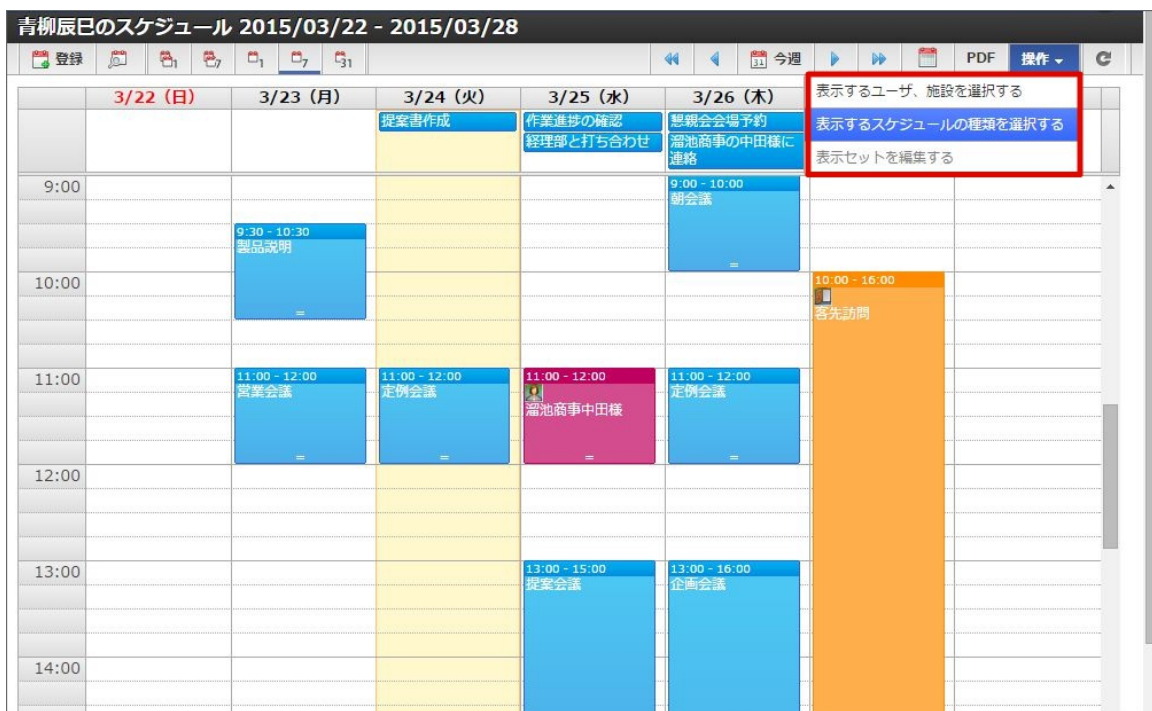 青柳辰巳のスケジュール 2015/03/22 - 2015/03/28
登録 1 7 1 7 31 31 今週 PDF 操作
表示するユーザ、施設を選択する
表示するスケジュールの種類を選択する
表示セットを編集する
3/22（日） 3/23（月） 3/24（火） 3/25（水） 3/26（木）
提案書作成 作業進捗の確認 懇親会会場予約
経理部と打ち合わせ 溜池商事の中田様に
連絡
9:00 9:00 - 10:00
朝会議
9:30 - 10:30
製品説明
10:00 10:00 - 16:00
客先訪問
11:00 11:00 - 12:00 11:00 - 12:00 11:00 - 12:00 11:00 - 12:00
営業会議 定例会議 定例会議
溜池商事中田様
12:00
13:00 13:00 - 15:00 13:00 - 16:00
提案会議 企画会議
14:00